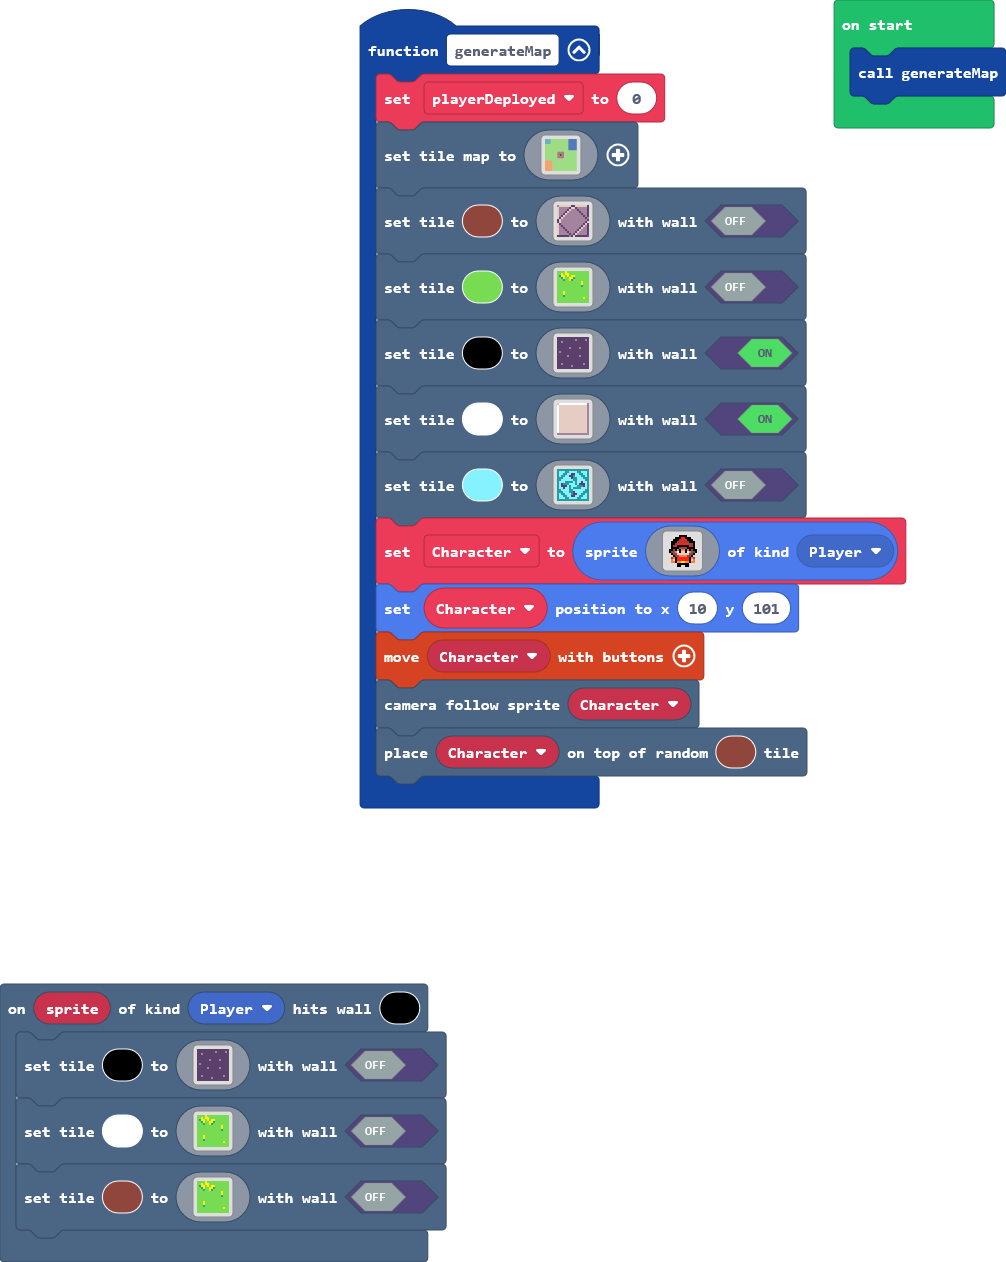 function generateMap
on start
call generateMap
set playerDeployed to 0
set tile map to
set tile to with wall OFF
set tile to with wall OFF
set tile to with wall ON
set tile to with wall ON
set tile to with wall OFF
set Character to sprite of kind Player
set Character position to x 10 y 101
move Character with buttons
camera follow sprite Character
place Character on top of random tile
on sprite of kind Player hits wall
set tile to with wall OFF
set tile to with wall OFF
set tile to with wall OFF